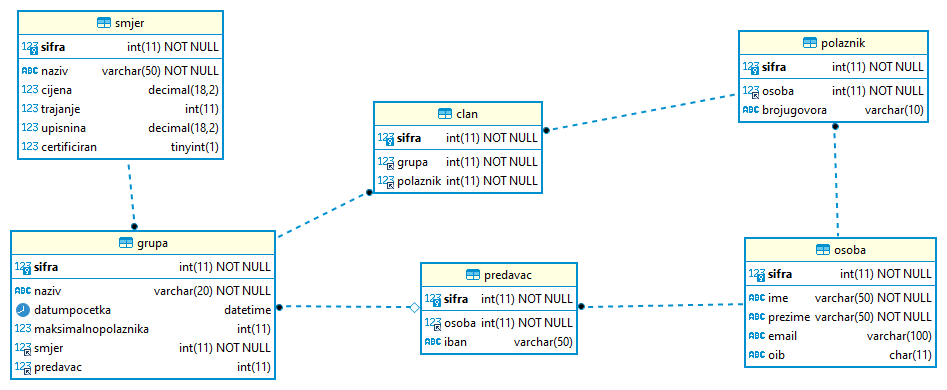 smjer
123 sifra int(11) NOT NULL
ABC naziv varchar(50) NOT NULL
123 cijena decimal(18,2)
123 trajanje int(11)
123 upisnina decimal(18,2)
123 certificiran tinyint(1)
polaznik
123 sifra int(11) NOT NULL
123 osoba int(11) NOT NULL
ABC brojugovora varchar(10)
clan
123 sifra int(11) NOT NULL
123 grupa int(11) NOT NULL
123 polaznik int(11) NOT NULL
grupa
123 sifra int(11) NOT NULL
ABC naziv varchar(20) NOT NULL
datumpocetka datetime
123 maksimalnopolaznika int(11)
123 smjer int(11) NOT NULL
123 predavac int(11)
predavac
123 sifra int(11) NOT NULL
123 osoba int(11) NOT NULL
ABC iban varchar(50)
osoba
123 sifra int(11) NOT NULL
ABC ime varchar(50) NOT NULL
ABC prezime varchar(50) NOT NULL
ABC email varchar(100)
ABC oib char(11)